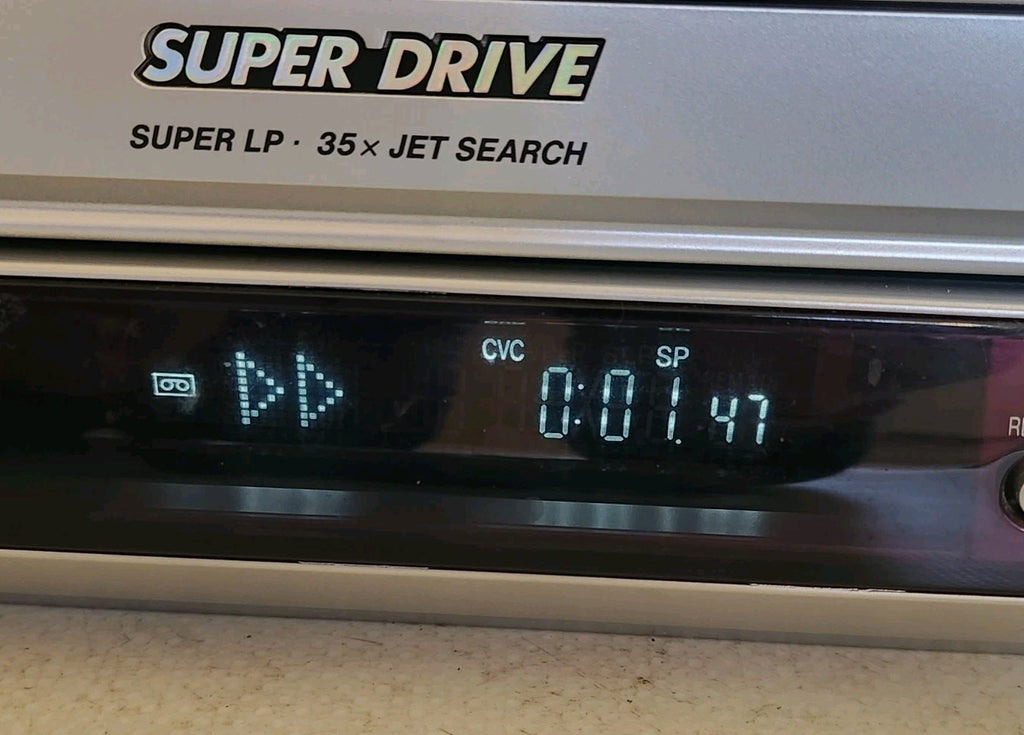 SUPER DRIVE
SUPER LP · 35× JET SEARCH
CVC SP
0:01.47